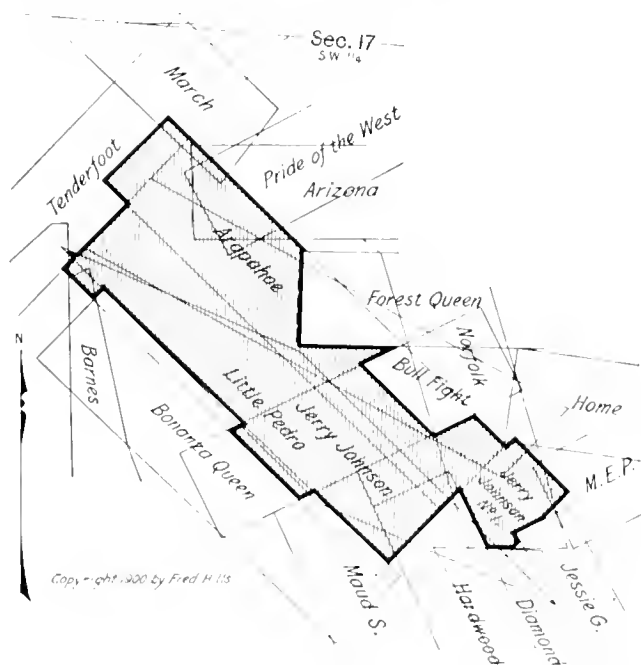 Sec. 17
SW 1/4
March
Pride of the West
Tenderfoot
Arizona
Arapahoe
Forest Queen
N
Norfolk
Bull Fight
Barnes
Little Pedro
Jerry Johnson
Home
Bonanza Queen
M.E.P.
Jerry
Johnson
No 1.
Copyright 1900 by Fred Hills.
Maud S.
Hardwood
Diamond
Jessie G.